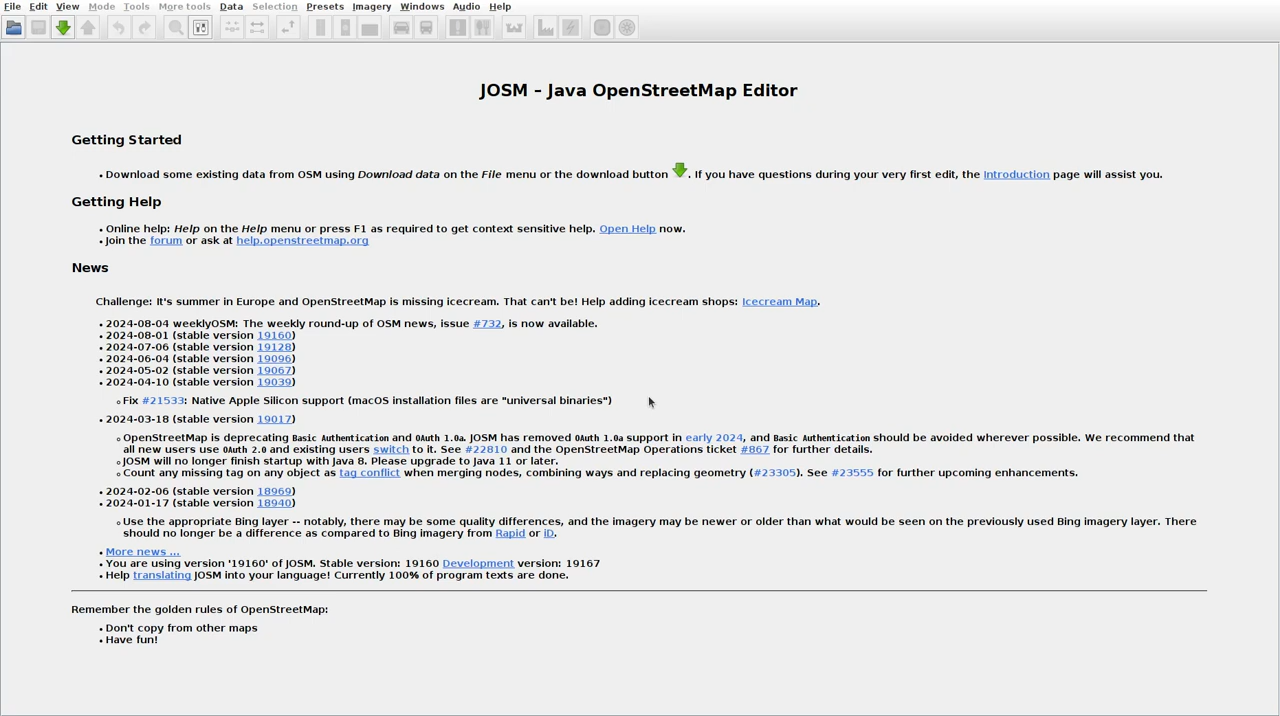 File Edit View Mode Tools More tools Data Selection Presets Imagery Windows Audio Help
JOSM – Java OpenStreetMap Editor
Getting Started
• Download some existing data from OSM using Download data on the File menu or the download button . If you have questions during your very first edit, the Introduction page will assist you.
Getting Help
• Online help: Help on the Help menu or press F1 as required to get context sensitive help. Open Help now.
• Join the forum or ask at help.openstreetmap.org
News
Challenge: It's summer in Europe and OpenStreetMap is missing icecream. That can't be! Help adding icecream shops: Icecream Map.
• 2024-08-04 weeklyOSM: The weekly round-up of OSM news, issue #732, is now available.
• 2024-08-01 (stable version 19160)
• 2024-07-06 (stable version 19128)
• 2024-06-04 (stable version 19096)
• 2024-05-02 (stable version 19067)
• 2024-04-10 (stable version 19039)
◦ Fix #21533: Native Apple Silicon support (macOS installation files are "universal binaries")
• 2024-03-18 (stable version 19017)
◦ OpenStreetMap is deprecating Basic Authentication and OAuth 1.0a. JOSM has removed OAuth 1.0a support in early 2024, and Basic Authentication should be avoided wherever possible. We recommend that
all new users use OAuth 2.0 and existing users switch to it. See #22810 and the OpenStreetMap Operations ticket #867 for further details.
◦ JOSM will no longer finish startup with Java 8. Please upgrade to Java 11 or later.
◦ Count any missing tag on any object as tag conflict when merging nodes, combining ways and replacing geometry (#23305). See #23555 for further upcoming enhancements.
• 2024-02-06 (stable version 18969)
• 2024-01-17 (stable version 18940)
◦ Use the appropriate Bing layer -- notably, there may be some quality differences, and the imagery may be newer or older than what would be seen on the previously used Bing imagery layer. There
should no longer be a difference as compared to Bing imagery from Rapid or iD.
• More news ...
• You are using version '19160' of JOSM. Stable version: 19160 Development version: 19167
• Help translating JOSM into your language! Currently 100% of program texts are done.
Remember the golden rules of OpenStreetMap:
• Don't copy from other maps
• Have fun!